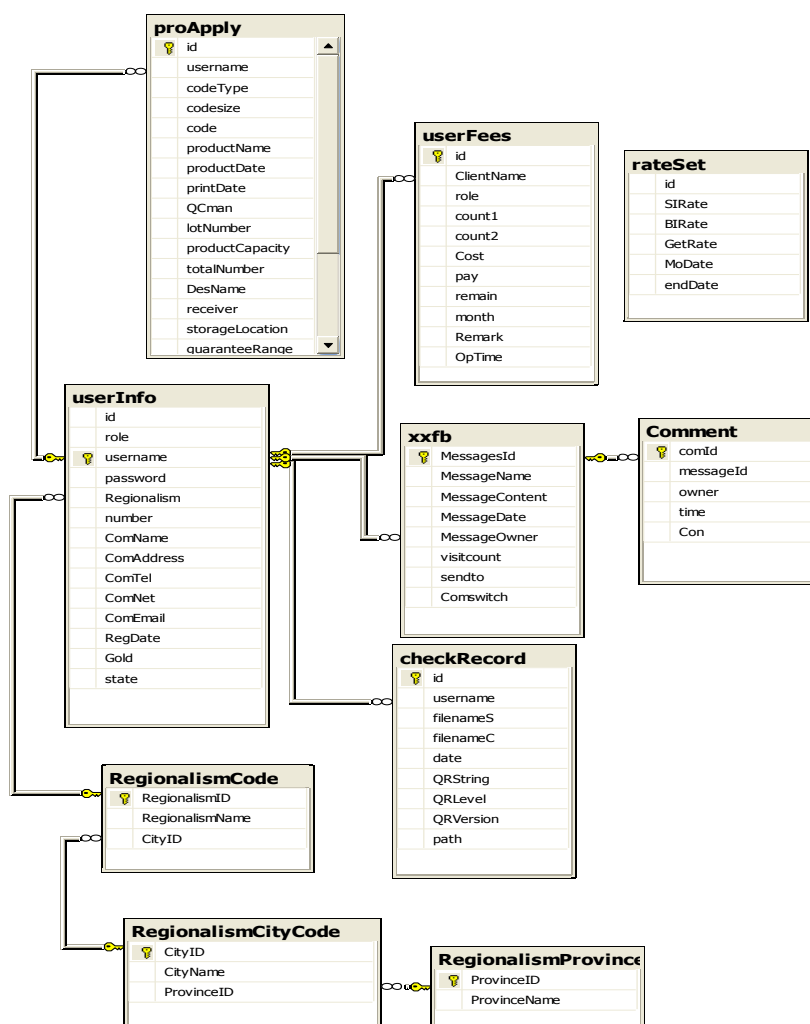 proApply
id
username
codeType
codesize
code
productName
productDate
printDate
QCman
lotNumber
productCapacity
totalNumber
DesName
receiver
storageLocation
guaranteeRange
userFees
id
ClientName
role
count1
count2
Cost
pay
remain
month
Remark
OpTime
rateSet
id
SIRate
BIRate
GetRate
MoDate
endDate
userInfo
id
role
username
password
Regionalism
number
ComName
ComAddress
ComTel
ComNet
ComEmail
RegDate
Gold
state
xxfb
MessagesId
MessageName
MessageContent
MessageDate
MessageOwner
visitcount
sendto
Comswitch
Comment
comId
messageId
owner
time
Con
checkRecord
id
username
filenameS
filenameC
date
QRString
QRLevel
QRVersion
path
RegionalismCode
RegionalismID
RegionalismName
CityID
RegionalismCityCode
CityID
CityName
ProvinceID
RegionalismProvince
ProvinceID
ProvinceName